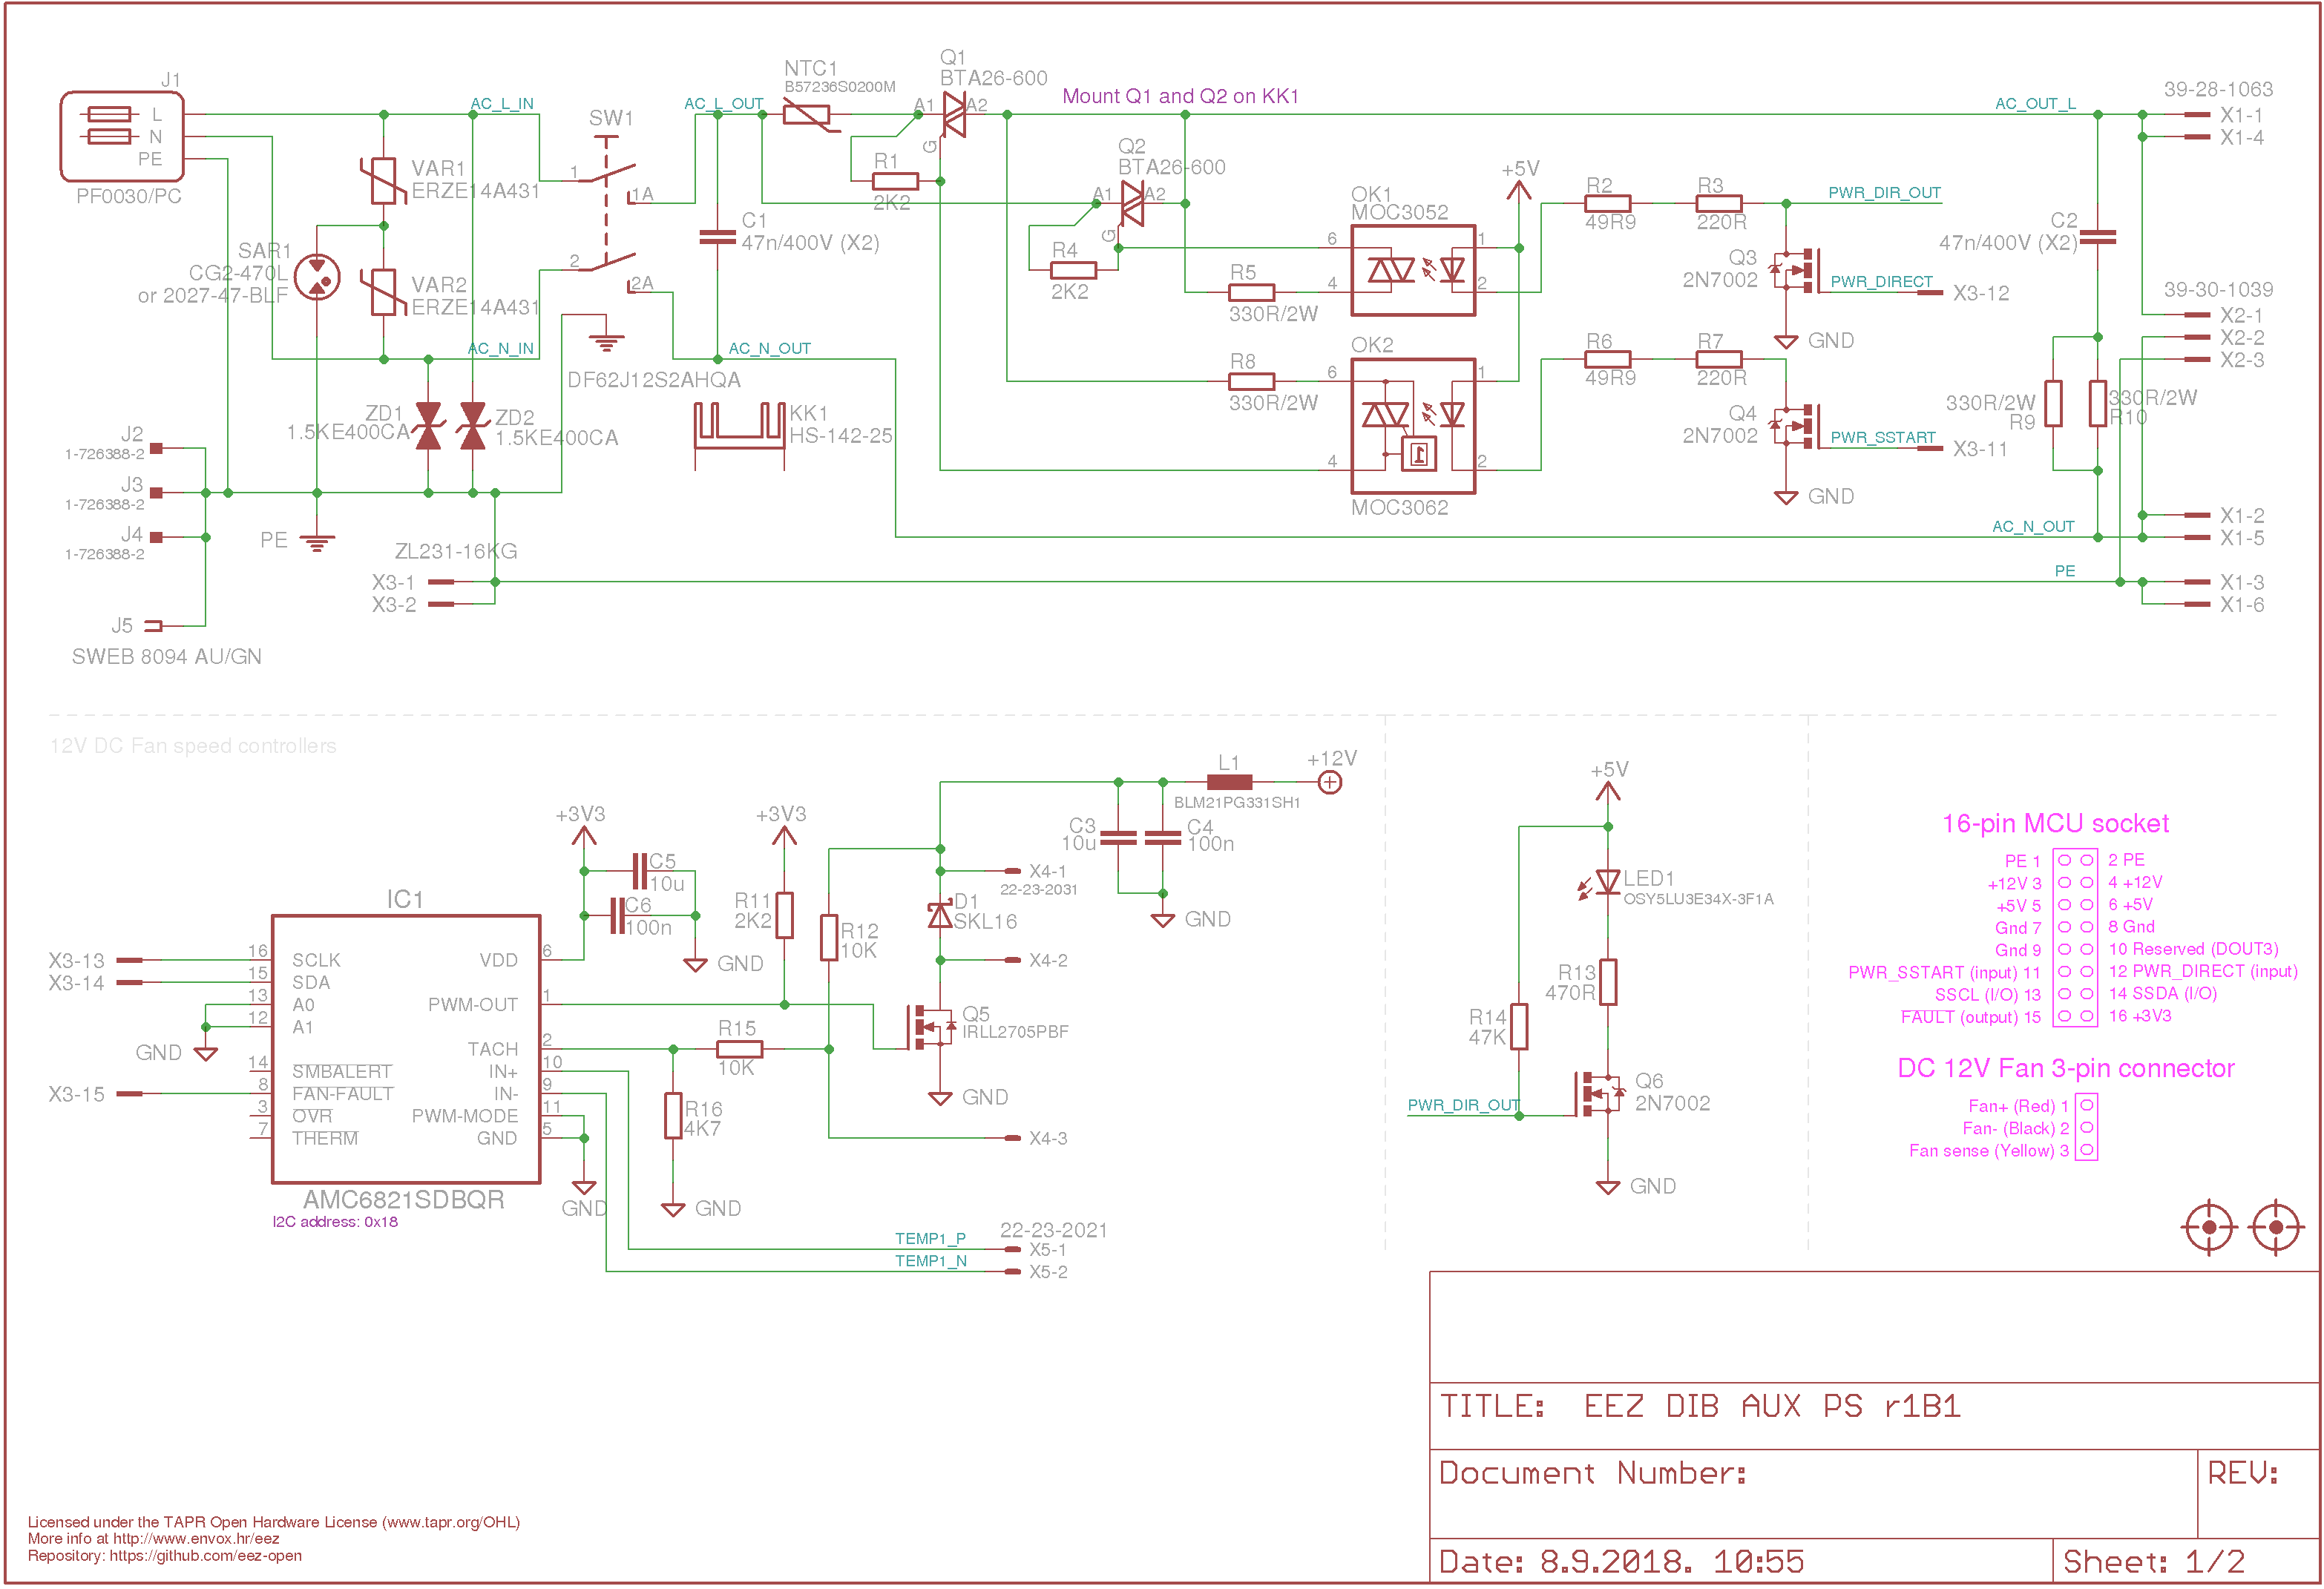 J1
L
N
PE
PF0030/PC
AC_L_IN
VAR1
ERZE14A431
SAR1
CG2-470L
or 2027-47-BLF
VAR2
ERZE14A431
AC_N_IN
SW1
1
1A
2
2A
DF62J12S2AHQA
AC_L_OUT
NTC1
B57236S0200M
Q1
BTA26-600
A1
A2
G
R1
2K2
C1
47n/400V (X2)
AC_N_OUT
Mount Q1 and Q2 on KK1
Q2
BTA26-600
A1
A2
G
R4
2K2
R5
330R/2W
R8
330R/2W
OK1
MOC3052
6
4
1
2
OK2
6
4
1
2
MOC3062
+5V
R2
49R9
R3
220R
PWR_DIR_OUT
Q3
2N7002
PWR_DIRECT
X3-12
GND
R6
49R9
R7
220R
Q4
2N7002
PWR_SSTART
X3-11
GND
AC_OUT_L
39-28-1063
X1-1
X1-4
C2
47n/400V (X2)
39-30-1039
X2-1
X2-2
X2-3
330R/2W
R9
330R/2W
R10
AC_N_OUT
X1-2
X1-5
PE
X1-3
X1-6
ZD1
1.5KE400CA
ZD2
1.5KE400CA
KK1
HS-142-25
J2
1-726388-2
J3
1-726388-2
J4
1-726388-2
PE
ZL231-16KG
X3-1
X3-2
J5
SWEB 8094 AU/GN
12V DC Fan speed controllers
+3V3
C5
10u
C6
100n
GND
IC1
X3-13
X3-14
16
15
13
12
14
8
3
7
SCLK
SDA
A0
A1
SMBALERT
FAN-FAULT
OVR
THERM
VDD
PWM-OUT
TACH
IN+
IN-
PWM-MODE
GND
6
1
2
10
9
11
5
GND
X3-15
AMC6821SDBQR
I2C address: 0x18
GND
+3V3
R11
2K2
R12
10K
R15
10K
R16
4K7
GND
L1
BLM21PG331SH1
+12V
C3
10u
C4
100n
GND
X4-1
22-23-2031
D1
SKL16
X4-2
Q5
IRLL2705PBF
GND
X4-3
TEMP1_P
TEMP1_N
22-23-2021
X5-1
X5-2
+5V
LED1
OSY5LU3E34X-3F1A
R13
470R
R14
47K
PWR_DIR_OUT
Q6
2N7002
GND
16-pin MCU socket
PE 1 2 PE
+12V 3 4 +12V
+5V 5 6 +5V
Gnd 7 8 Gnd
Gnd 9 10 Reserved (DOUT3)
PWR_SSTART (input) 11 12 PWR_DIRECT (input)
SSCL (I/O) 13 14 SSDA (I/O)
FAULT (output) 15 16 +3V3
DC 12V Fan 3-pin connector
Fan+ (Red) 1
Fan- (Black) 2
Fan sense (Yellow) 3
TITLE: EEZ DIB AUX PS r1B1
Document Number:
REV:
Date: 8.9.2018. 10:55
Sheet: 1/2
Licensed under the TAPR Open Hardware License (www.tapr.org/OHL)
More info at http://www.envox.hr/eez
Repository: https://github.com/eez-open